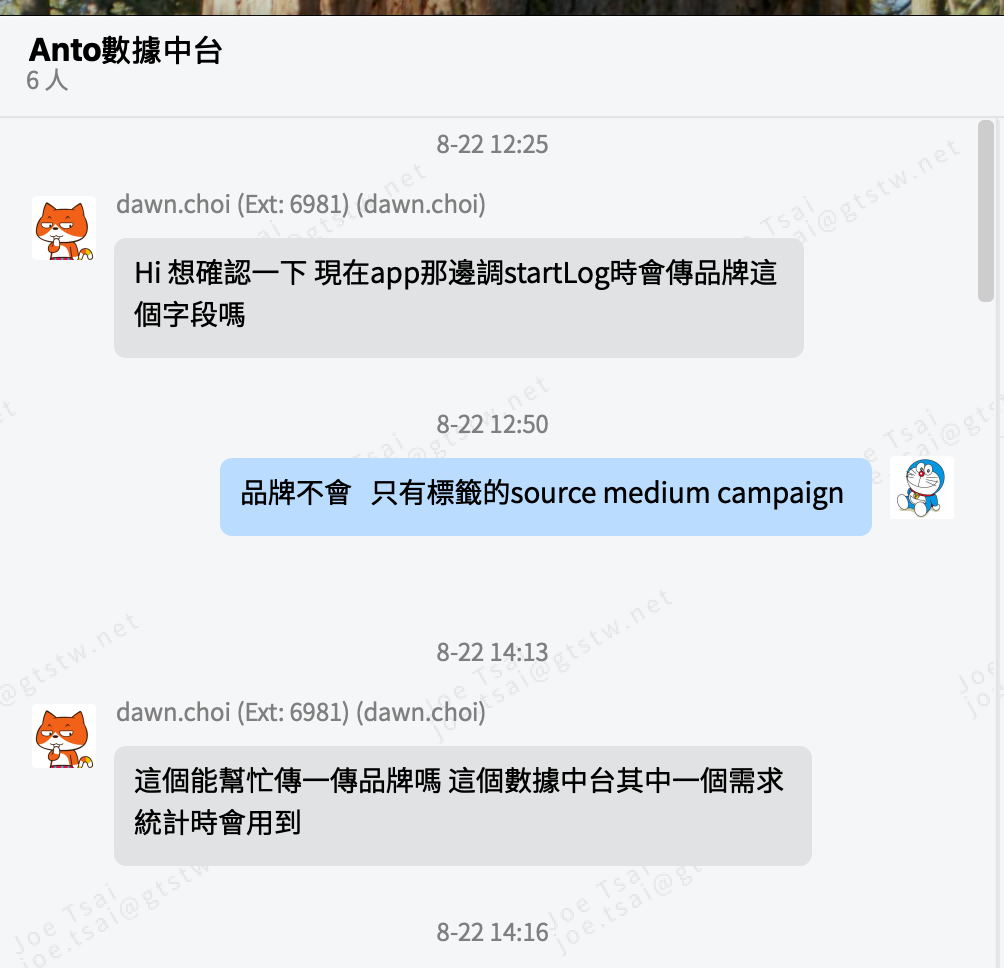 Anto數據中台
6 人
8-22 12:25
dawn.choi (Ext: 6981) (dawn.choi)
Hi 想確認一下 現在app那邊調startLog時會傳品牌這
個字段嗎
8-22 12:50
品牌不會 只有標籤的source medium campaign
8-22 14:13
dawn.choi (Ext: 6981) (dawn.choi)
這個能幫忙傳一傳品牌嗎 這個數據中台其中一個需求
統計時會用到
Joe Tsai
joe.tsai@gtstw.net
8-22 14:16